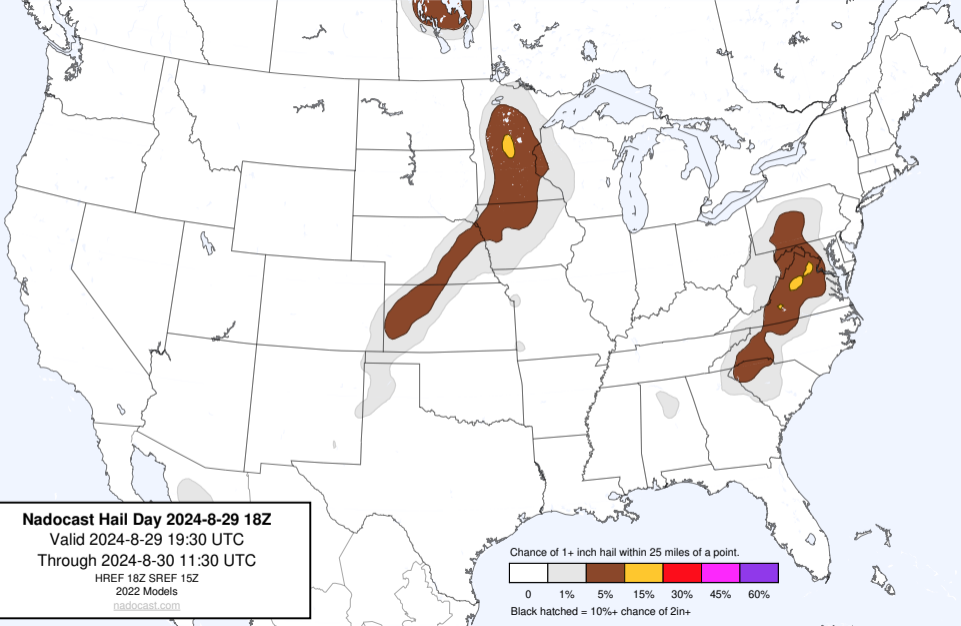 Nadocast Hail Day 2024-8-29 18Z
Valid 2024-8-29 19:30 UTC
Through 2024-8-30 11:30 UTC
HREF 18Z SREF 15Z
2022 Models
nadocast.com
Chance of 1+ inch hail within 25 miles of a point.
0 1% 5% 15% 30% 45% 60%
Black hatched = 10%+ chance of 2in+